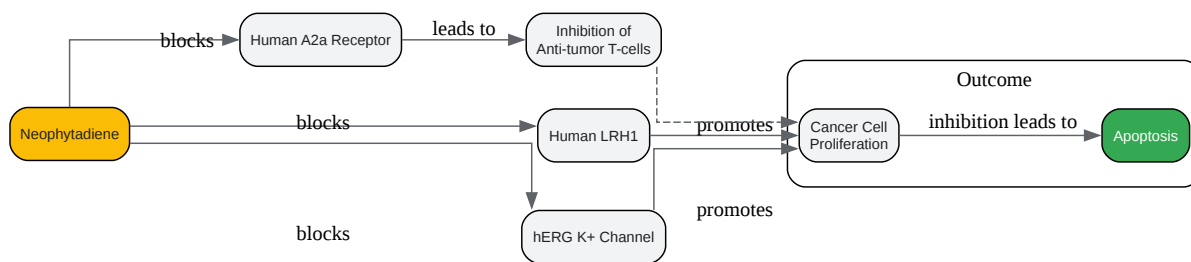 blocks
Human A2a Receptor
leads to
Inhibition of
Anti-tumor T-cells
Outcome
Neophytadiene
blocks
Human LRH1
promotes
Cancer Cell
Proliferation
inhibition leads to
Apoptosis
blocks
hERG K+ Channel
promotes